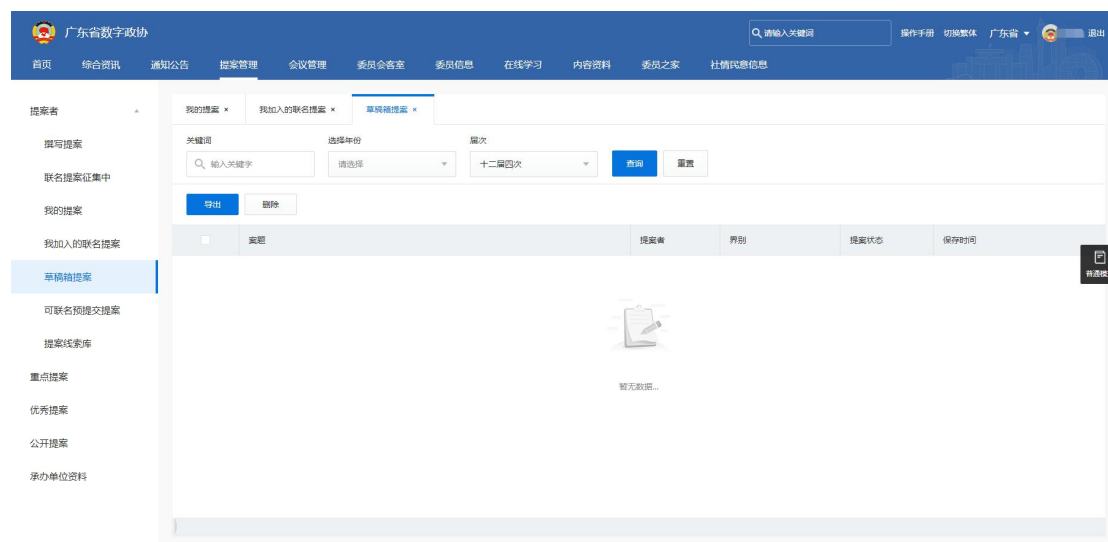 广东省数字政协
请输入关键词
操作手册 切换繁体 广东省 退出
首页 综合资讯 通知公告 提案管理 会议管理 委员会客室 委员信息 在线学习 内容资料 委员之家 社情民意信息
提案者
撰写提案
联名提案征集中
我的提案
我加入的联名提案
草稿箱提案
可联名预提交提案
提案线索库
重点提案
优秀提案
公开提案
承办单位资料
我的提案 × 我加入的联名提案 × 草稿箱提案 ×
关键词 选择年份 届次
输入关键字 请选择 十二届四次 查询 重置
导出 删除
案题 提案者 界别 提案状态 保存时间
暂无数据...
普通模